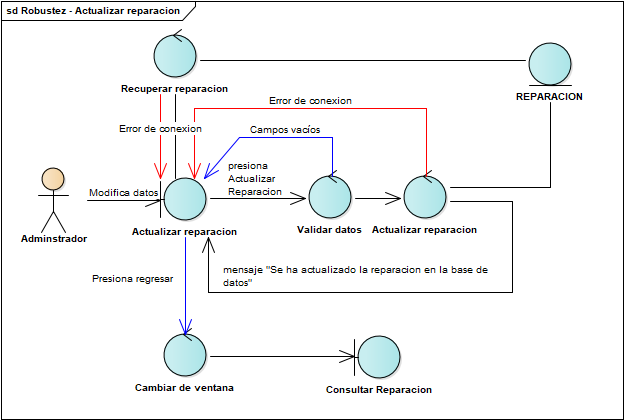 sd Robustez - Actualizar reparacion
Recuperar reparacion
REPARACION
Error de conexion
Error de conexion
Campos vacíos
presiona
Actualizar
Reparacion
Modifica datos
Adminstrador
Actualizar reparacion
Validar datos
Actualizar reparacion
mensaje "Se ha actualizado la reparacion en la base de
datos"
Presiona regresar
Cambiar de ventana
Consultar Reparacion